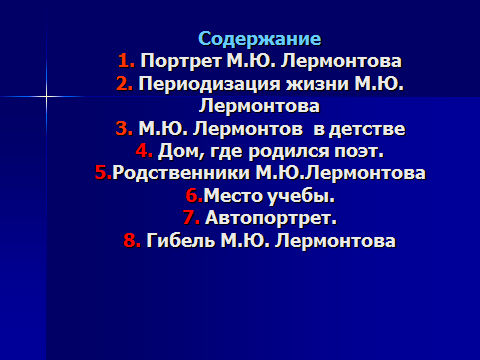 Содержание
1. Портрет М.Ю. Лермонтова
2. Периодизация жизни М.Ю.
Лермонтова
3. М.Ю. Лермонтов  в детстве
4. Дом, где родился поэт.
5.Родственники М.Ю.Лермонтова
6.Место учебы.
7. Автопортрет.
8. Гибель М.Ю. Лермонтова